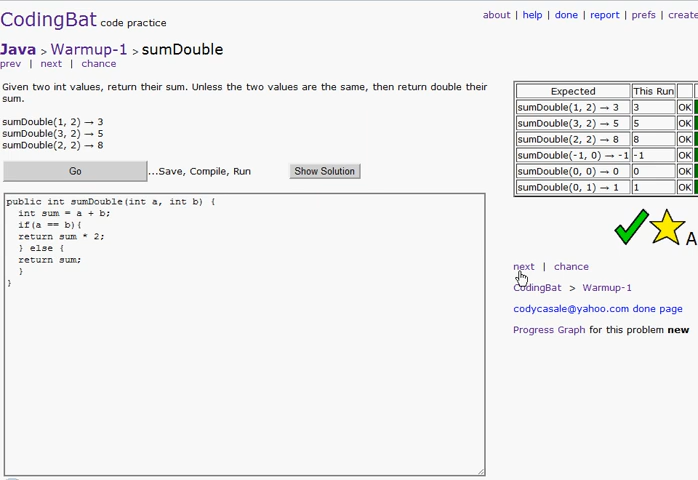 CodingBat code practice
about | help | done | report | prefs | create
Java > Warmup-1 > sumDouble
prev | next | chance
Given two int values, return their sum. Unless the two values are the same, then return double their
sum.
sumDouble(1, 2) → 3
sumDouble(3, 2) → 5
sumDouble(2, 2) → 8
Go ...Save, Compile, Run Show Solution
public int sumDouble(int a, int b) {
int sum = a + b;
if(a == b){
return sum * 2;
} else {
return sum;
}
}
Expected This Run
sumDouble(1, 2) → 3 3 OK
sumDouble(3, 2) → 5 5 OK
sumDouble(2, 2) → 8 8 OK
sumDouble(-1, 0) → -1 -1 OK
sumDouble(0, 0) → 0 0 OK
sumDouble(0, 1) → 1 1 OK
A
next | chance
CodingBat > Warmup-1
codycasale@yahoo.com done page
Progress Graph for this problem new